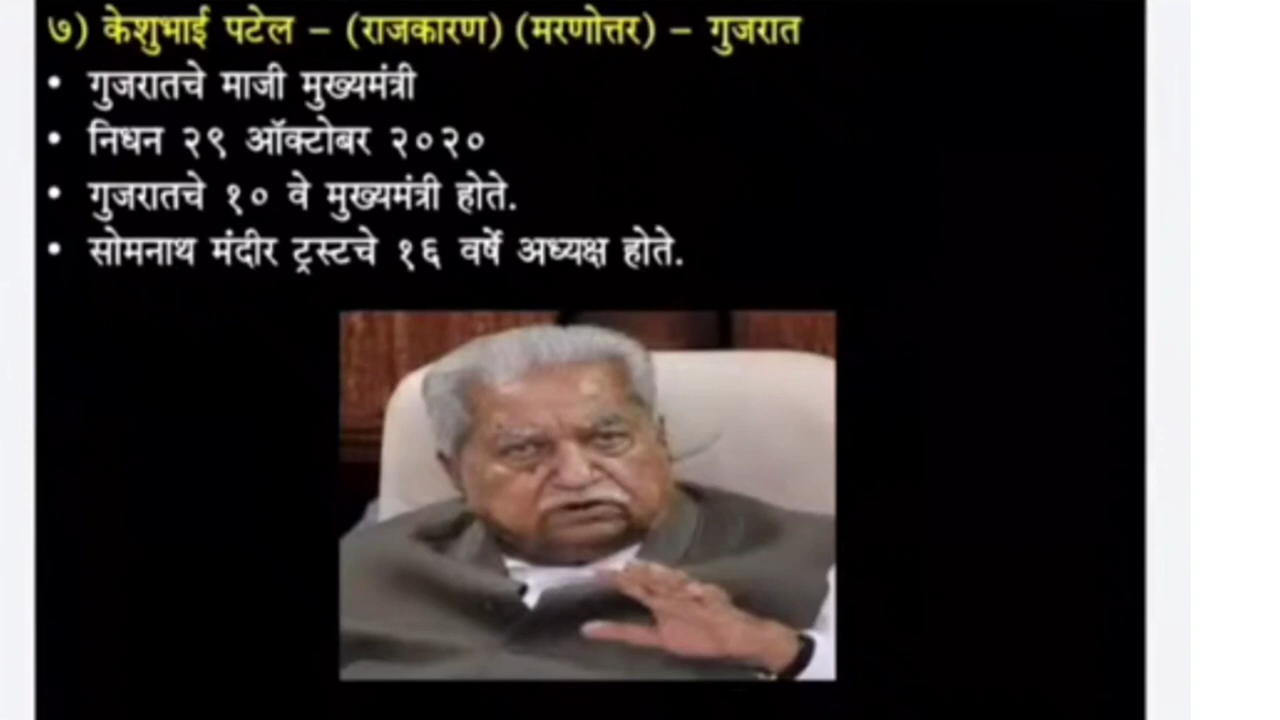 ७) केशुभाई पटेल – (राजकारण) (मरणोत्तर) – गुजरात
• गुजरातचे माजी मुख्यमंत्री
• निधन २९ ऑक्टोबर २०२०
• गुजरातचे १० वे मुख्यमंत्री होते.
• सोमनाथ मंदीर ट्रस्टचे १६ वर्षे अध्यक्ष होते.